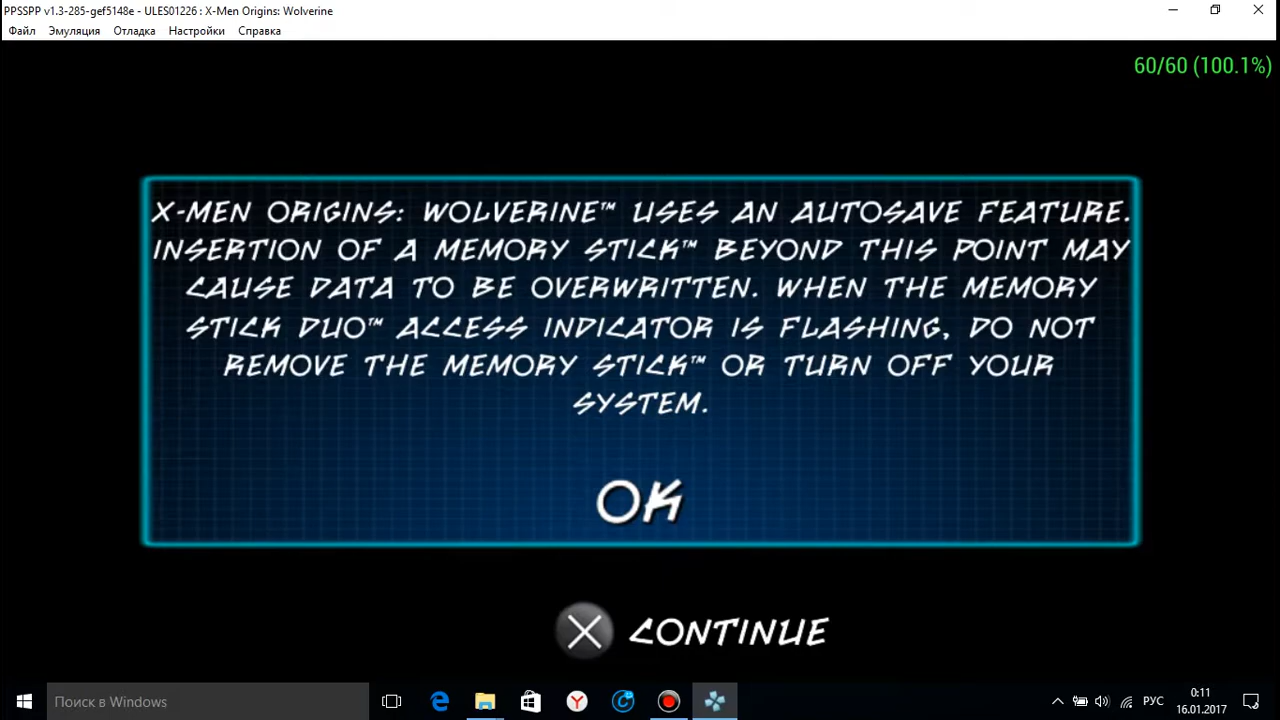 PPSSPP v1.3-285-gef5148e - ULES01226 : X-Men Origins: Wolverine
Файл Эмуляция Отладка Настройки Справка
60/60 (100.1%)
X-MEN ORIGINS: WOLVERINE™ USES AN AUTOSAVE FEATURE.
INSERTION OF A MEMORY STICK™ BEYOND THIS POINT MAY
CAUSE DATA TO BE OVERWRITTEN. WHEN THE MEMORY
STICK DUO™ ACCESS INDICATOR IS FLASHING, DO NOT
REMOVE THE MEMORY STICK™ OR TURN OFF YOUR
SYSTEM.
OK
CONTINUE
Поиск в Windows
РУС
0:11
16.01.2017